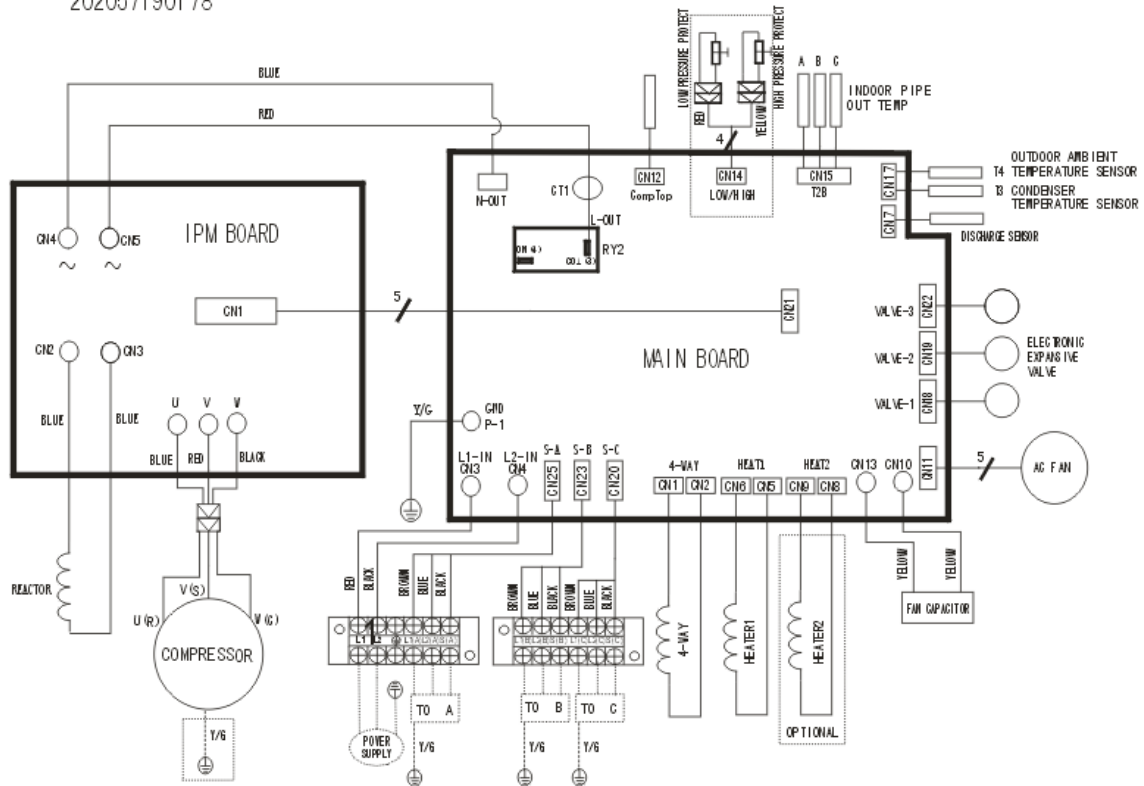 BLUE
RED
LOW PRESSURE PROTECT
HIGH PRESSURE PROTECT
RED
YELLOW
4
A B C
INDOOR PIPE
OUT TEMP
OUTDOOR AMBIENT
T4 TEMPERATURE SENSOR
T3 CONDENSER
TEMPERATURE SENSOR
DISCHARGE SENSOR
N-OUT
CT1
L-OUT
RY2
CN12
CompTop
CN14
LOW/HIGH
CN15
T2B
CN17
CN7
CN4
CN5
IPM BOARD
CN1
5
CN21
CN2
CN3
BLUE
BLUE
U V W
BLUE RED BLACK
MAIN BOARD
VALVE-3
CN22
VALVE-2
CN19
VALVE-1
CN18
ELECTRONIC
EXPANSIVE
VALVE
Y/G
GND
P-1
L1-IN
CN3
L2-IN
CN4
S-A
CN25
S-B
CN23
S-C
CN20
4-WAY
CN1 CN2
HEAT1
CN6 CN5
HEAT2
CN9 CN8
CN13
CN10
CN11
5
AC FAN
REACTOR
V(S)
U(R)
W(C)
COMPRESSOR
Y/G
RED
BLACK
BROWN
BLUE
BLACK
BROWN
BLUE
BLACK
BROWN
BLUE
BLACK
L1 L2
POWER
SUPPLY
TO A
Y/G
TO B
Y/G
TO C
Y/G
4-WAY
HEATER1
HEATER2
OPTIONAL
YELLOW
YELLOW
FAN CAPACITOR